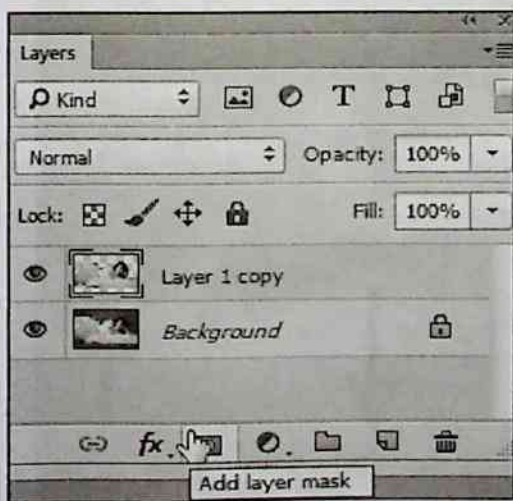 Layers
Kind
T
Normal Opacity: 100%
Lock: Fill: 100%
Layer 1 copy
Background
fx.
Add layer mask